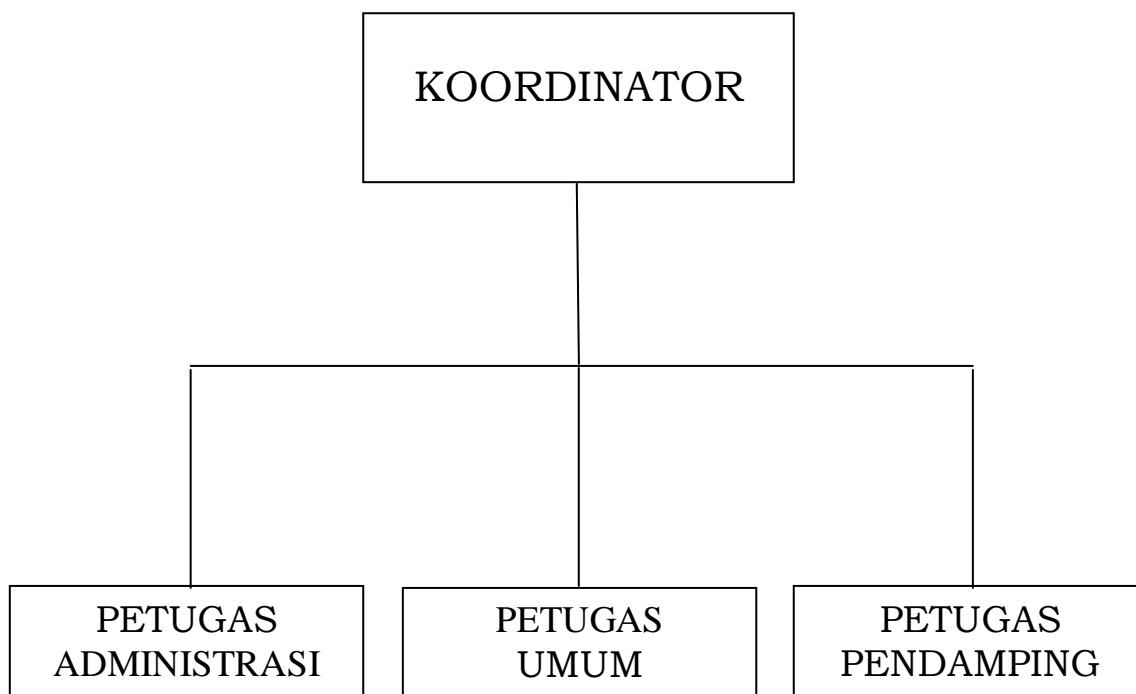 KOORDINATOR
PETUGAS
ADMINISTRASI
PETUGAS
UMUM
PETUGAS
PENDAMPING